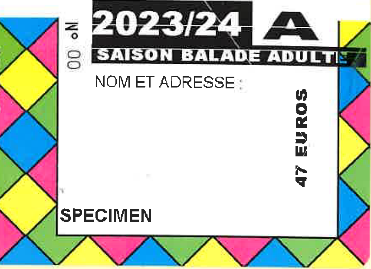 N° 00
2023/24 A
SAISON BALADE ADULTE
NOM ET ADRESSE :
47 EUROS
SPECIMEN